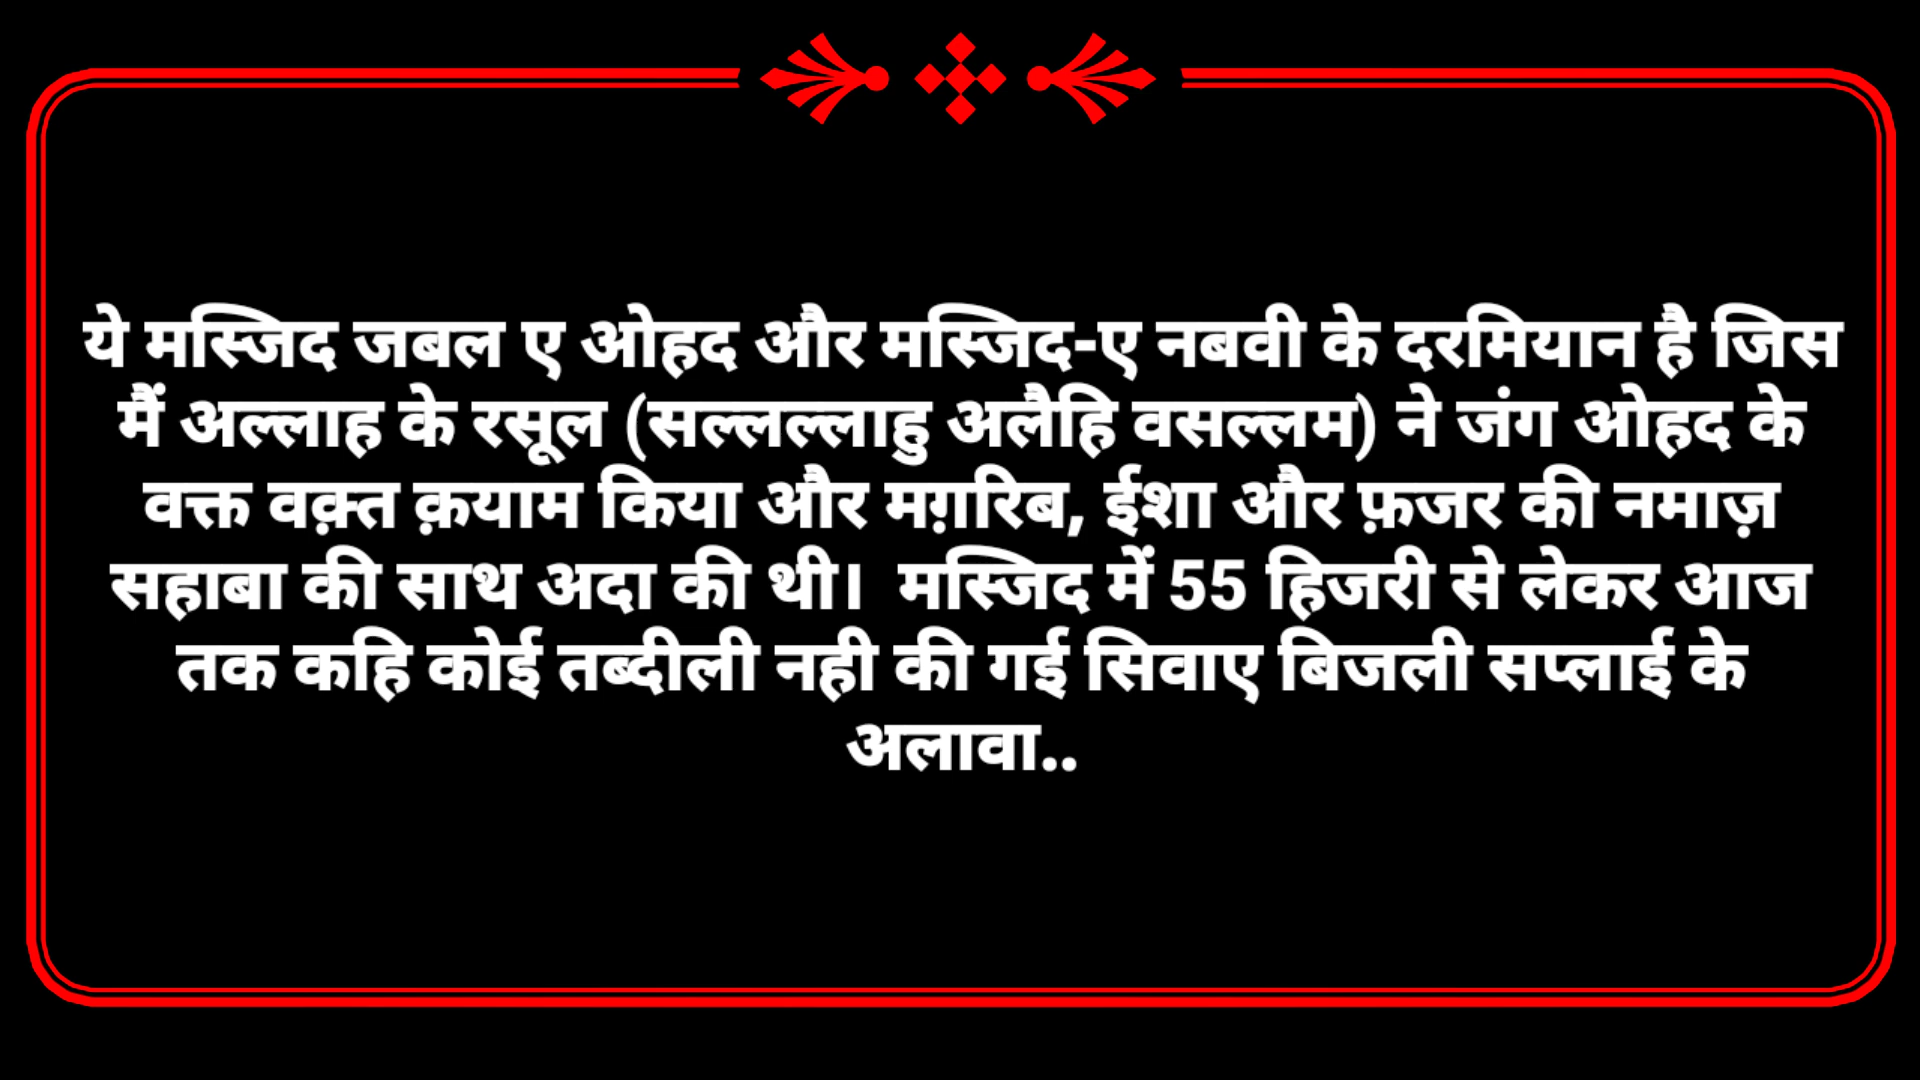 ये मस्जिद जबल ए ओहद और मस्जिद-ए नबवी के दरमियान है जिस
मैं अल्लाह के रसूल (सल्लल्लाहु अलैहि वसल्लम) ने जंग ओहद के
वक्त वक़्त क़याम किया और मग़रिब, ईशा और फ़जर की नमाज़
सहाबा की साथ अदा की थी।  मस्जिद में 55 हिजरी से लेकर आज
तक कहि कोई तब्दीली नही की गई सिवाए बिजली सप्लाई के
अलावा..